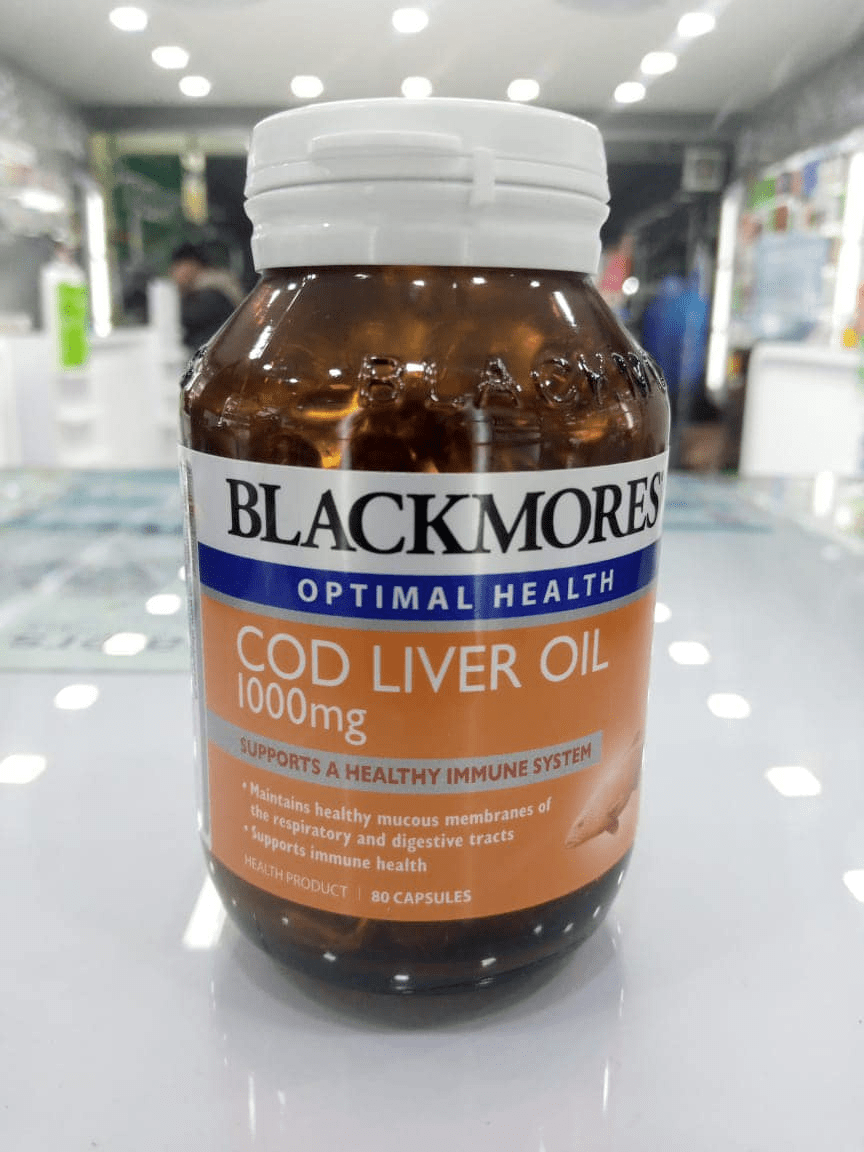 BLACKM
BLACKMORES
OPTIMAL HEALTH
COD LIVER OIL
1000mg
SUPPORTS A HEALTHY IMMUNE SYSTEM
• Maintains healthy mucous membranes of
the respiratory and digestive tracts
• Supports immune health
HEALTH PRODUCT | 80 CAPSULES